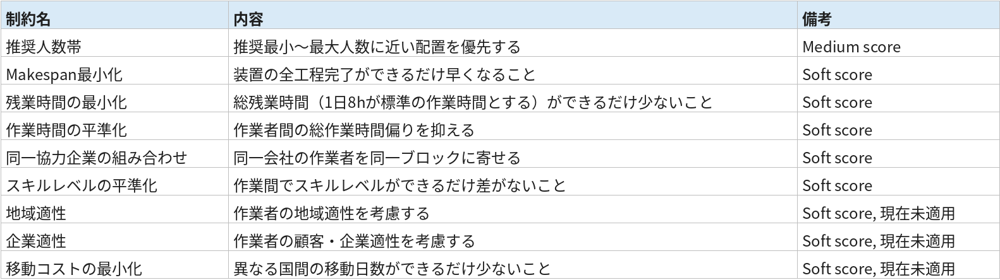 制約名 内容 備考
推奨人数帯 推奨最小～最大人数に近い配置を優先する Medium score
Makespan最小化 装置の全工程完了ができるだけ早くなること Soft score
残業時間の最小化 総残業時間（1日8hが標準の作業時間とする）ができるだけ少ないこと Soft score
作業時間の平準化 作業者間の総作業時間偏りを抑える Soft score
同一協力企業の組み合わせ 同一会社の作業者を同一ブロックに寄せる Soft score
スキルレベルの平準化 作業間でスキルレベルができるだけ差がないこと Soft score
地域適性 作業者の地域適性を考慮する Soft score, 現在未適用
企業適性 作業者の顧客・企業適性を考慮する Soft score, 現在未適用
移動コストの最小化 異なる国間の移動日数ができるだけ少ないこと Soft score, 現在未適用